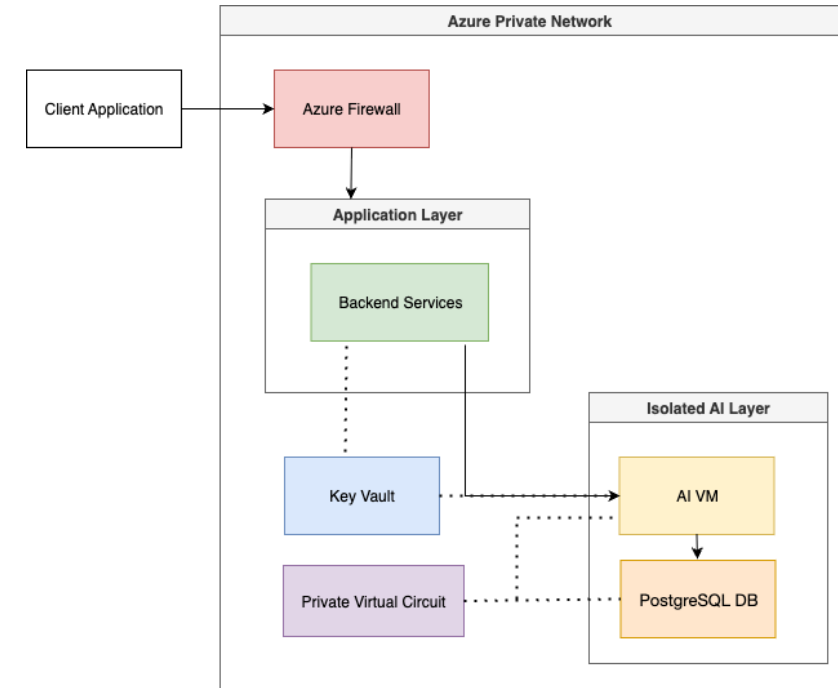 Azure Private Network
Client Application
Azure Firewall
Application Layer
Backend Services
Isolated AI Layer
Key Vault
AI VM
Private Virtual Circuit
PostgreSQL DB